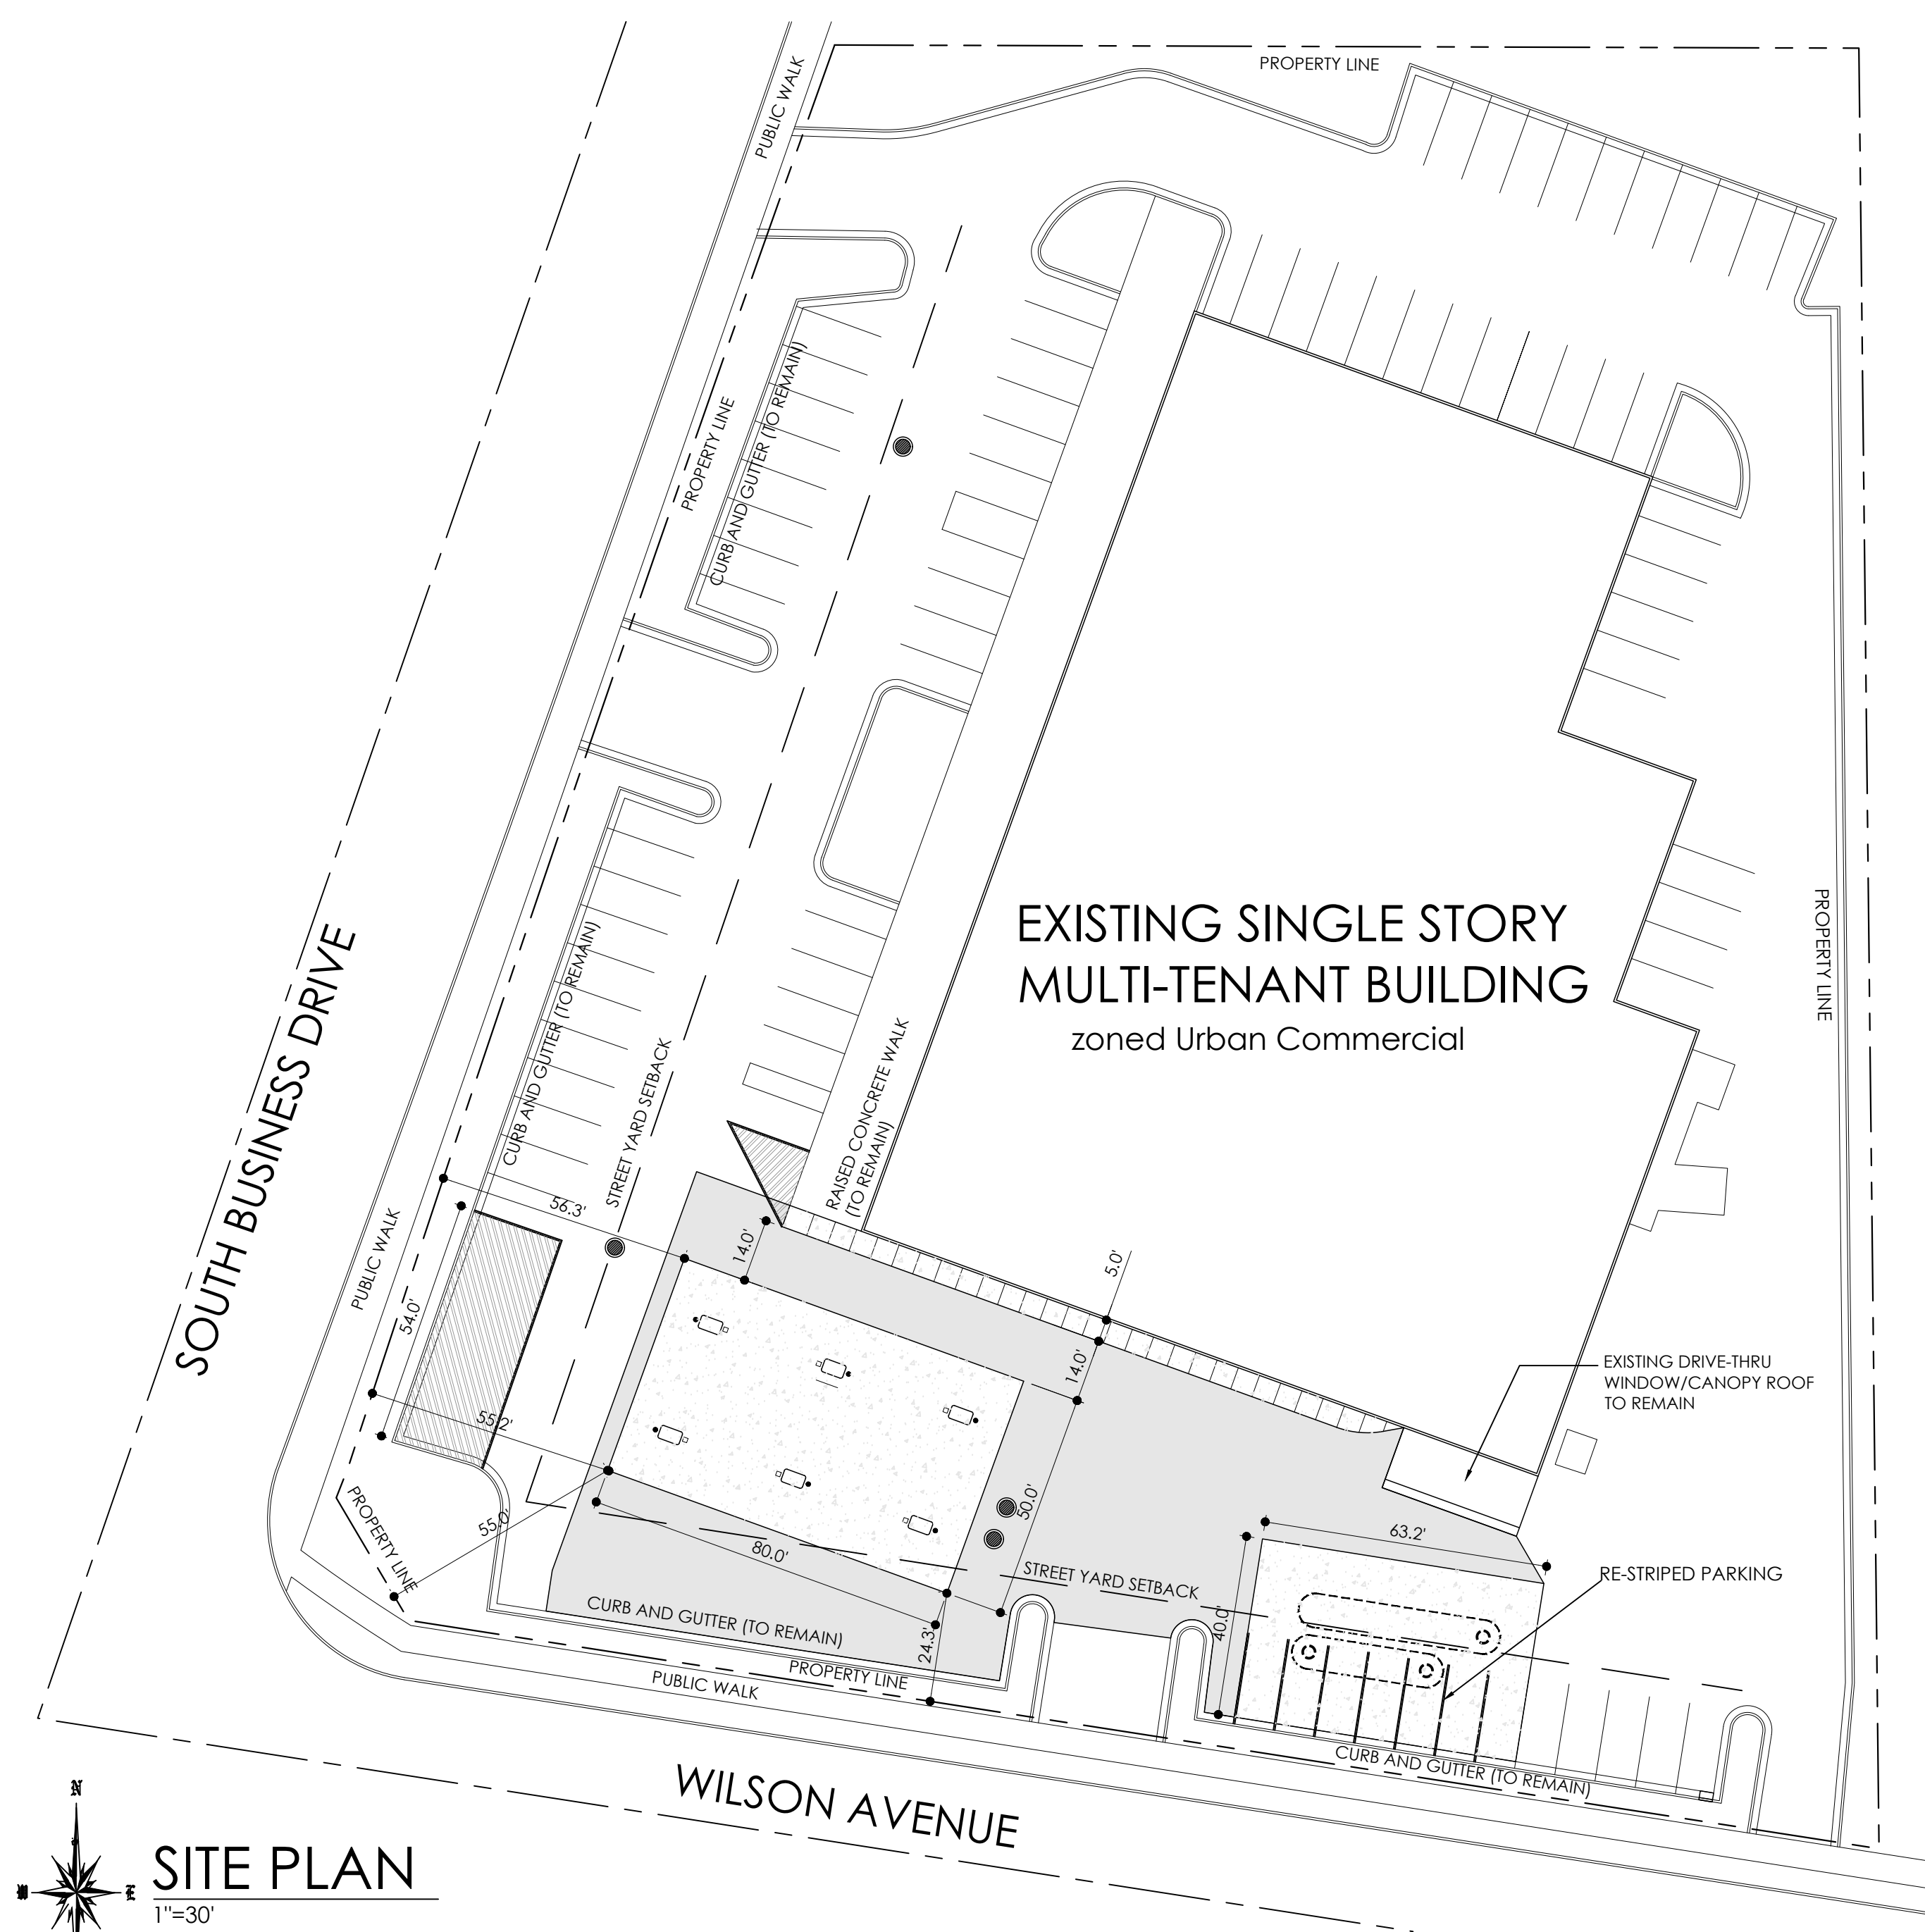 PROPERTY LINE
PUBLIC WALK
PROPERTY LINE
CURB AND GUTTER (TO REMAIN)
EXISTING SINGLE STORY
MULTI-TENANT BUILDING
zoned Urban Commercial
PROPERTY LINE
SOUTH BUSINESS DRIVE
CURB AND GUTTER (TO REMAIN)
STREET YARD SETBACK
RAISED CONCRETE WALK
(TO REMAIN)
PUBLIC WALK
56.3'
14.0'
5.0'
54.0'
14.0'
EXISTING DRIVE-THRU
WINDOW/CANOPY ROOF
TO REMAIN
55.2'
50.0'
PROPERTY LINE
55.0'
80.0'
63.2'
STREET YARD SETBACK
RE-STRIPED PARKING
CURB AND GUTTER (TO REMAIN)
24.3'
40.0'
PROPERTY LINE
PUBLIC WALK
CURB AND GUTTER (TO REMAIN)
WILSON AVENUE
N
W
E
SITE PLAN
1"=30'